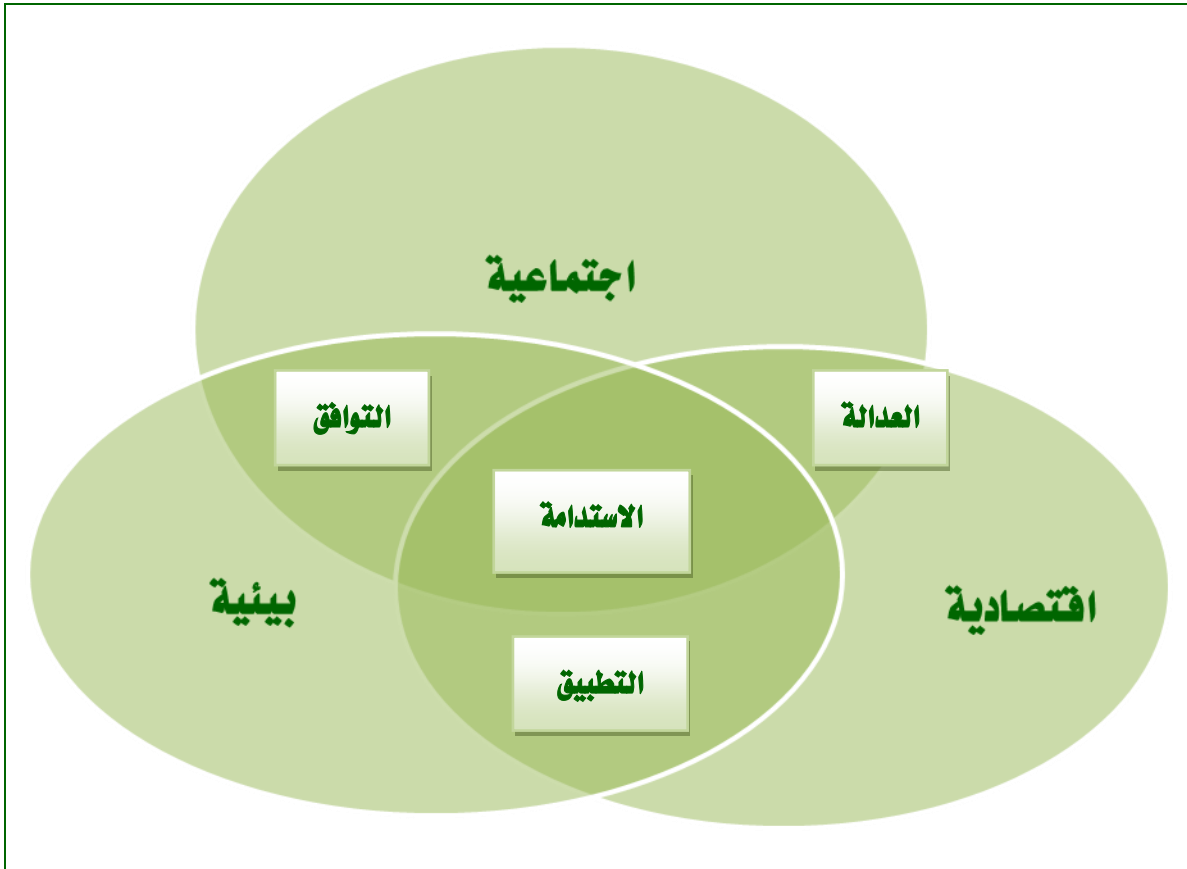 اجتماعية
العدالة
التوافق
الاستدامة
اقتصادية
بيئية
التطبيق